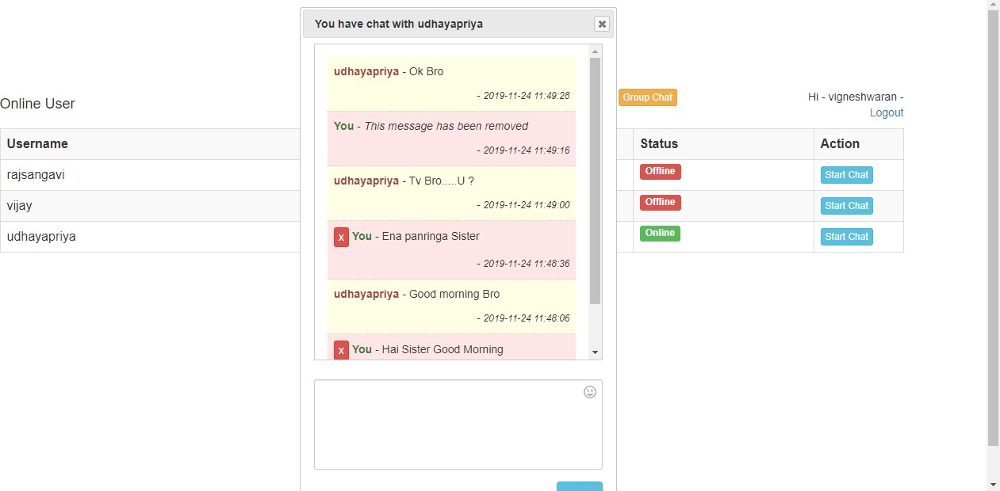 You have chat with udhayapriya
udhayapriya - Ok Bro
- 2019-11-24 11:49:28
You - This message has been removed
- 2019-11-24 11:49:16
udhayapriya - Tv Bro.....U ?
- 2019-11-24 11:49:00
x You - Ena panringa Sister
- 2019-11-24 11:48:36
udhayapriya - Good morning Bro
- 2019-11-24 11:48:06
x You - Hai Sister Good Morning
Online User
Group Chat
Hi - vigneshwaran -
Logout
Username Status Action
rajsangavi Offline Start Chat
vijay Offline Start Chat
udhayapriya Online Start Chat